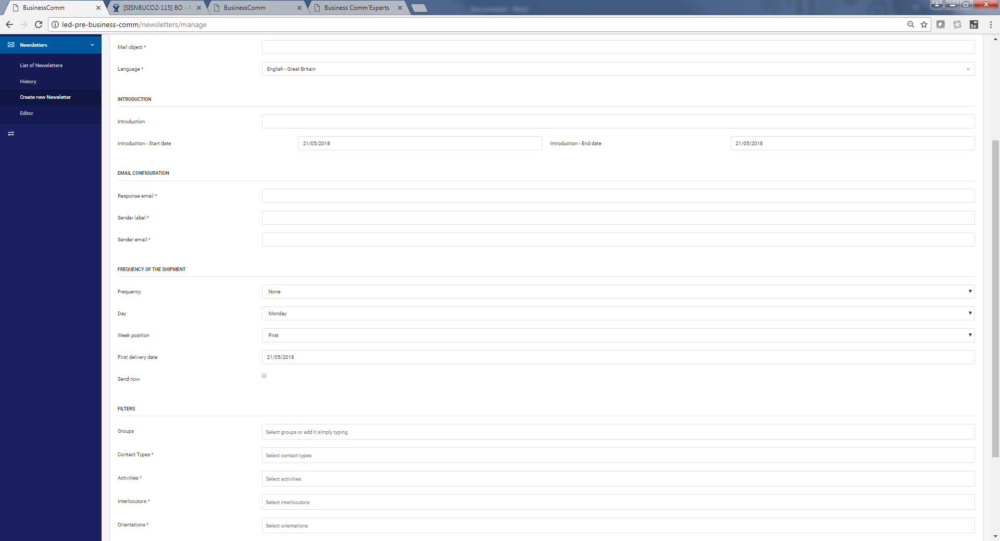 BusinessComm
[SISNBUCO2-115] BO -
BusinessComm
Business Comm'Experts
led-pre-business-comm/newsletters/manage
Se
Newsletters
List of Newsletters
History
Create new Newsletter
Editor
Mail object *
Language *
English - Great Britain
INTRODUCTION
Introduction
Introduction - Start date
21/05/2018
Introduction - End date
21/05/2018
EMAIL CONFIGURATION
Response email *
Sender label *
Sender email *
FREQUENCY OF THE SHIPMENT
Frequency
None
Day
Monday
Week position
First
First delivery date
21/05/2018
Send now
FILTERS
Groups
Select groups or add it simply typing
Contact Types *
Select contact types
Activities *
Select activities
Interlocutors *
Select interlocutors
Orientations *
Select orientations